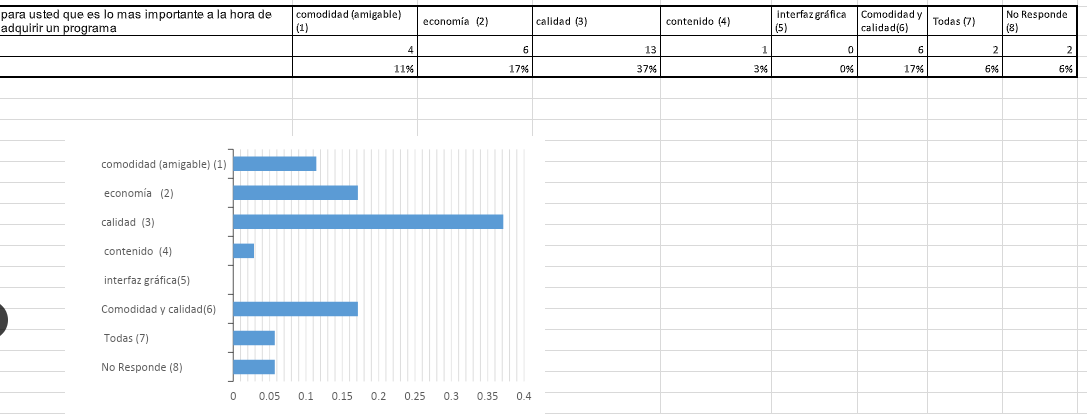 para usted que es lo mas importante a la hora de
adquirir un programa
comodidad (amigable)
(1)
economía (2)
calidad (3)
contenido (4)
interfaz gráfica
(5)
Comodidad y
calidad(6)
Todas (7)
No Responde
(8)
4 6 13 1 0 6 2 2
11% 17% 37% 3% 0% 17% 6% 6%
comodidad (amigable) (1)
economía (2)
calidad (3)
contenido (4)
interfaz gráfica(5)
Comodidad y calidad(6)
Todas (7)
No Responde (8)
0 0.05 0.1 0.15 0.2 0.25 0.3 0.35 0.4